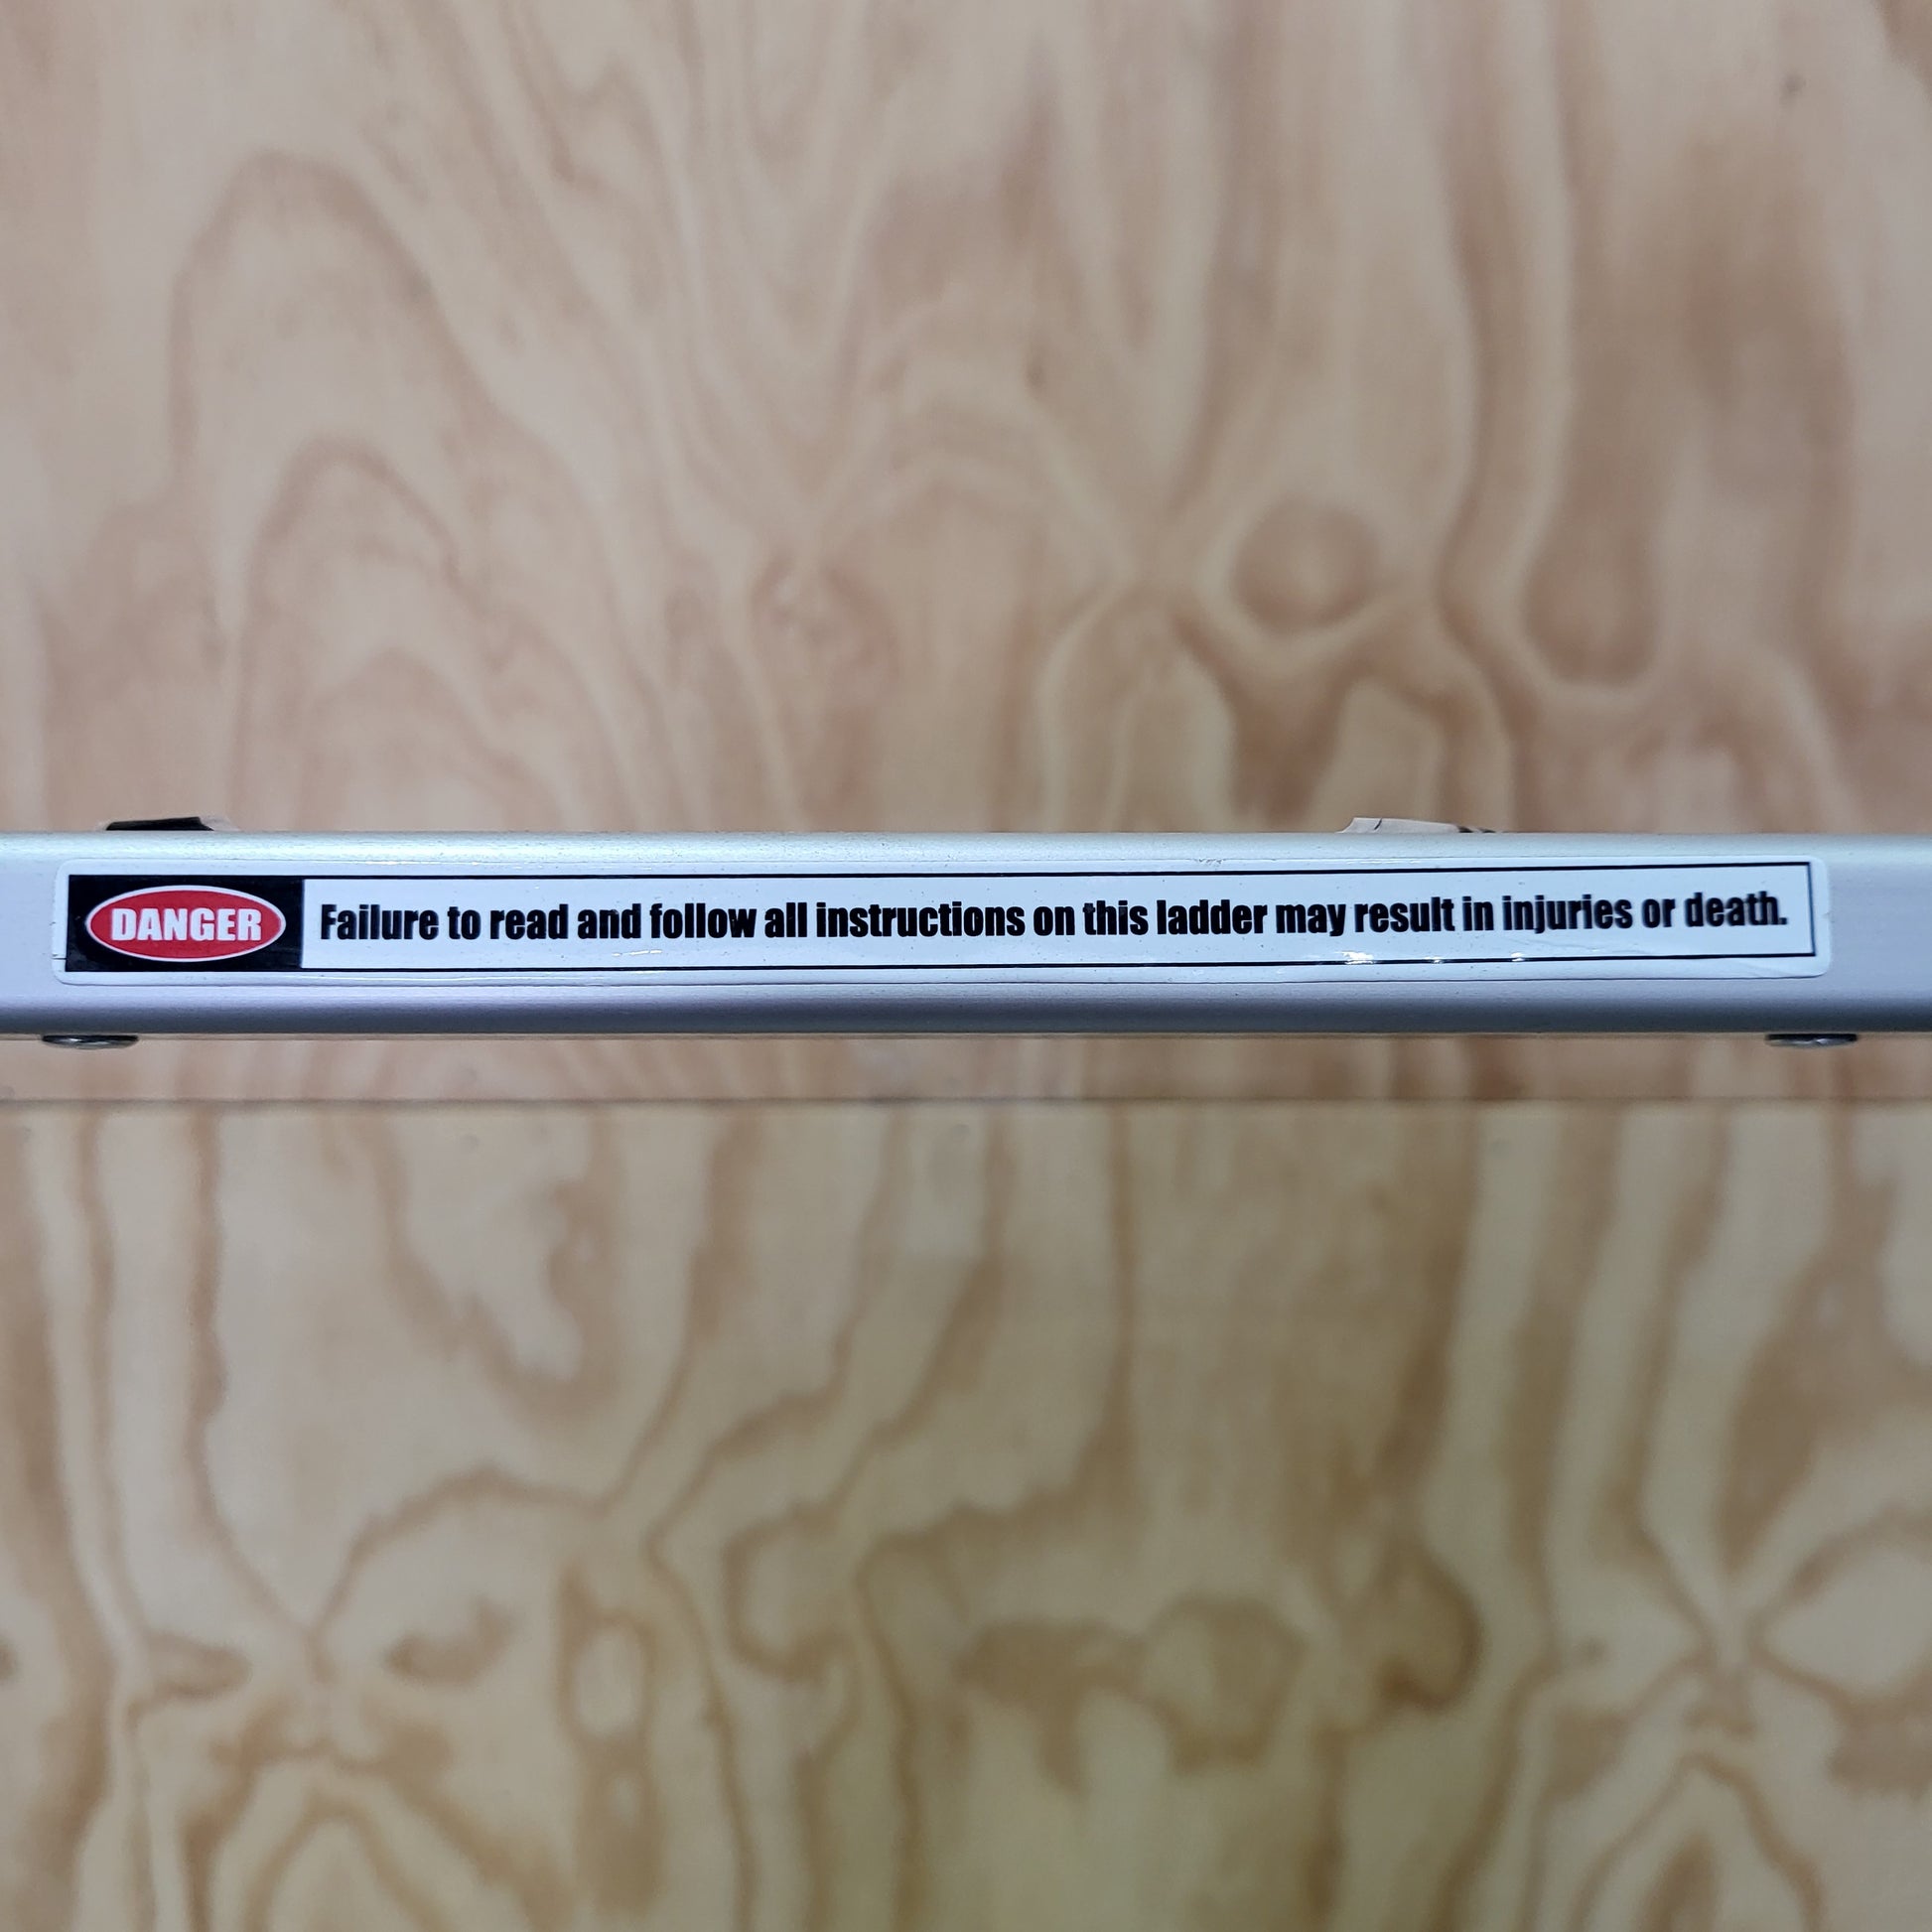 DANGER Failure to read and follow all instructions on this ladder may result in injuries or death.